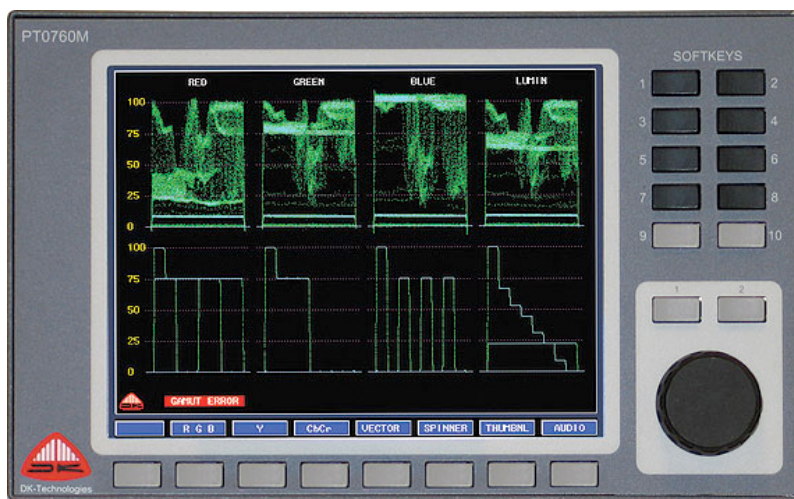 PT0760M
SOFTKEYS
RED GREEN BLUE LUMIN
1 2
3 4
5 6
7 8
9 10
100
75
50
25
0
100
75
50
25
0
1 2
GAMUT ERROR
R G B Y CbCr VECTOR SPINNER THUMBNL AUDIO
DK
DK-Technologies